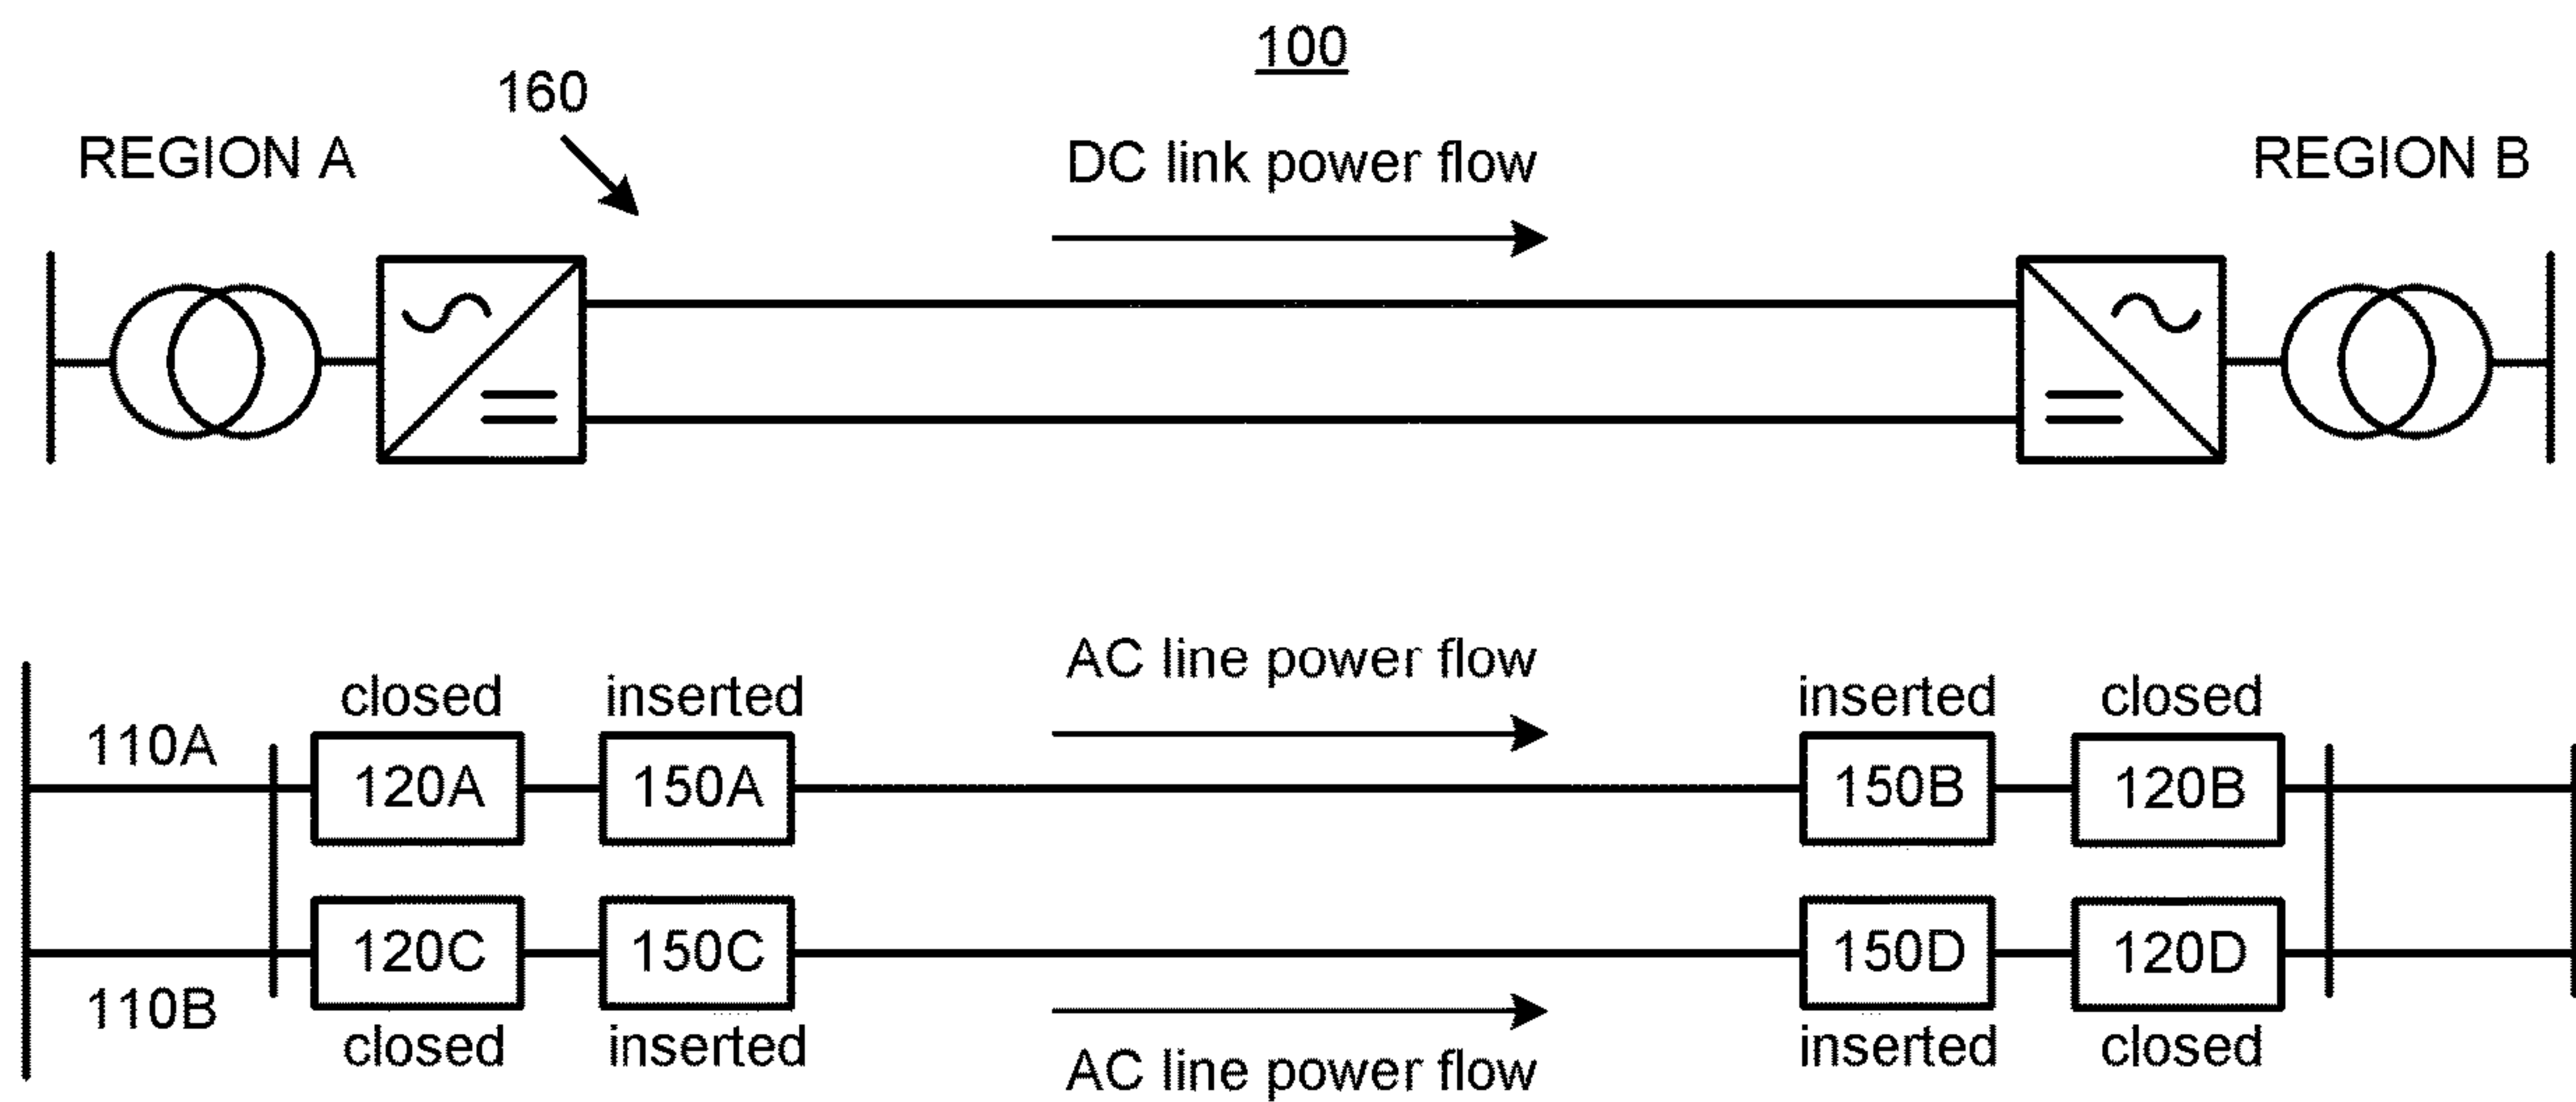 100
160
REGION A
DC link power flow
REGION B
AC line power flow
closed inserted inserted closed
110A
120A 150A 150B 120B
120C 150C 150D 120D
110B
closed inserted inserted closed
AC line power flow